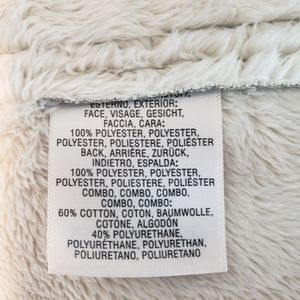 ESTERNO, EXTERIOR:
FACE, VISAGE, GESICHT,
FACCIA, CARA:
100% POLYESTER, POLYESTER,
POLYESTER, POLIESTERE, POLIÉSTER
BACK, ARRIÈRE, ZURÜCK,
INDIETRO, ESPALDA:
100% POLYESTER, POLYESTER,
POLYESTER, POLIESTERE, POLIÉSTER
COMBO, COMBO, COMBO,
COMBO, COMBO:
60% COTTON, COTON, BAUMWOLLE,
COTONE, ALGODÓN
40% POLYURETHANE,
POLYURÉTHANE, POLYURETHAN,
POLIURETANO, POLIURETANO